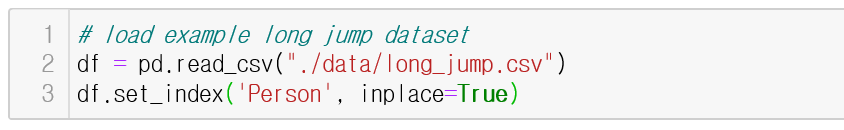 1 # load example long jump dataset
2 df = pd.read_csv("./data/long_jump.csv")
3 df.set_index('Person', inplace=True)